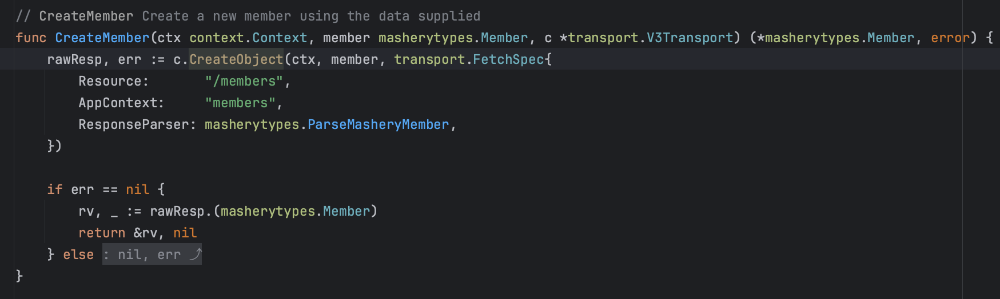 // CreateMember Create a new member using the data supplied
func CreateMember(ctx context.Context, member masherytypes.Member, c *transport.V3Transport) (*masherytypes.Member, error) {
    rawResp, err := c.CreateObject(ctx, member, transport.FetchSpec{
        Resource:       "/members",
        AppContext:     "members",
        ResponseParser: masherytypes.ParseMasheryMember,
    })

    if err == nil {
        rv, _ := rawResp.(masherytypes.Member)
        return &rv, nil
    } else : nil, err ⤴
}